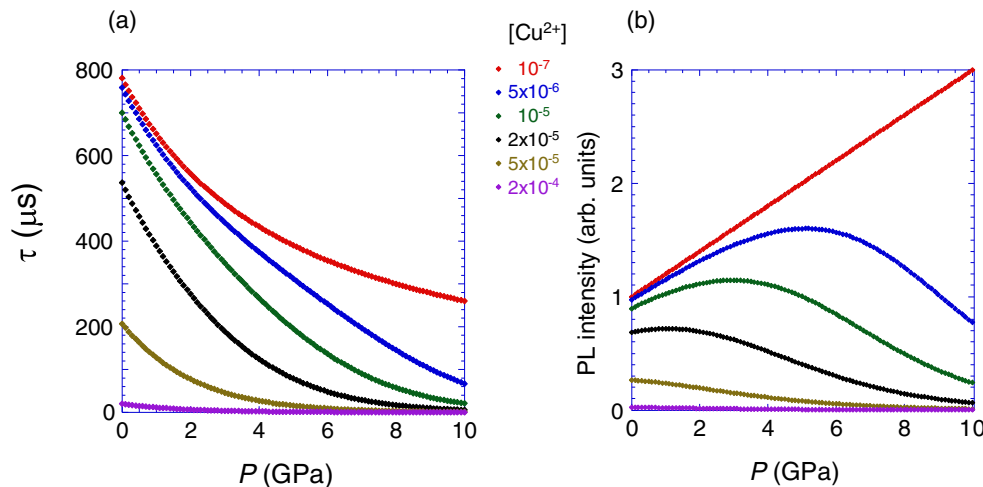 (a)
(b)
[Cu²⁺]
10⁻⁷
5x10⁻⁶
10⁻⁵
2x10⁻⁵
5x10⁻⁵
2x10⁻⁴
800
600
400
200
0
τ (μs)
0 2 4 6 8 10
P (GPa)
3
2
1
0
PL intensity (arb. units)
0 2 4 6 8 10
P (GPa)